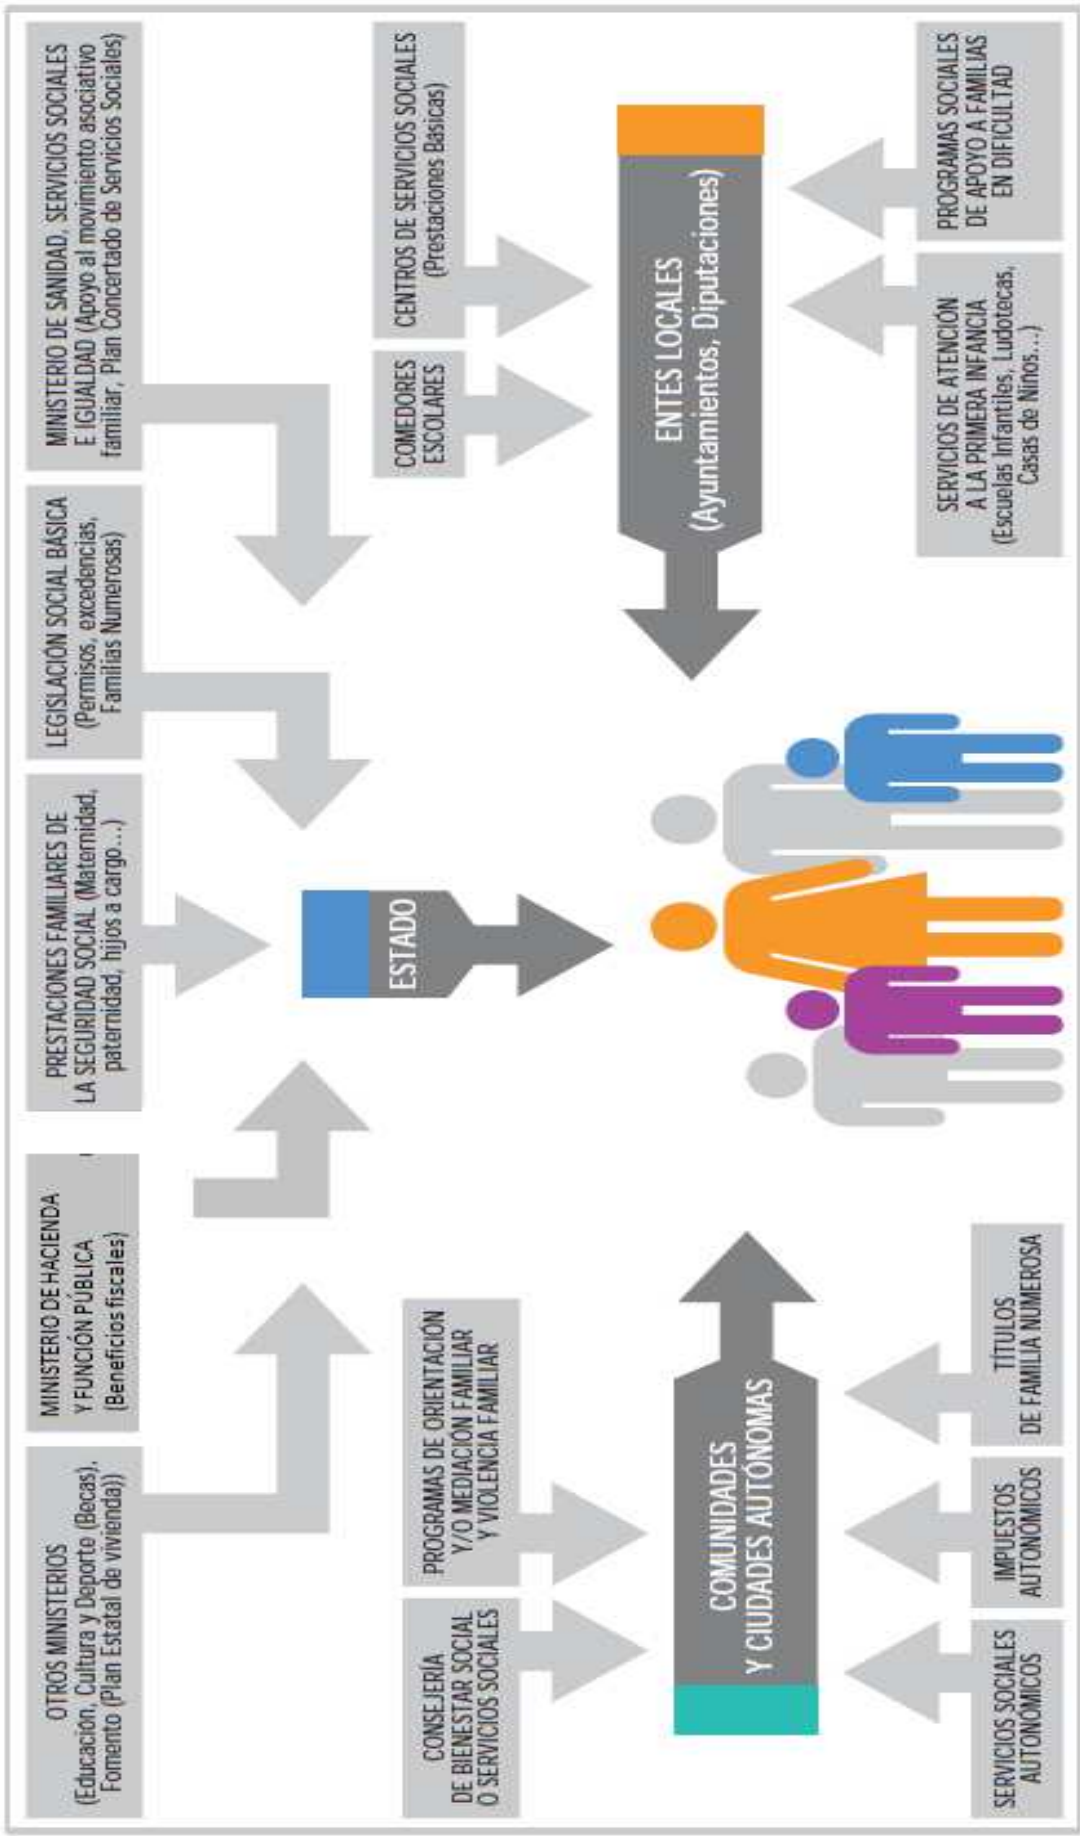 OTROS MINISTERIOS
(Educación, Cultura y Deporte (Becas),
Fomento (Plan Estatal de vivienda))
MINISTERIO DE HACIENDA
Y FUNCIÓN PÚBLICA
(Beneficios fiscales)
PRESTACIONES FAMILIARES DE
LA SEGURIDAD SOCIAL (Maternidad,
paternidad, hijos a cargo...)
LEGISLACIÓN SOCIAL BÁSICA
(Permisos, excedencias,
Familias Numerosas)
MINISTERIO DE SANIDAD, SERVICIOS SOCIALES
E IGUALDAD (Apoyo al movimiento asociativo
familiar, Plan Concertado de Servicios Sociales)
CONSEJERÍA
DE BIENESTAR SOCIAL
O SERVICIOS SOCIALES
PROGRAMAS DE ORIENTACIÓN
Y/O MEDIACIÓN FAMILIAR
Y VIOLENCIA FAMILIAR
ESTADO
COMEDORES
ESCOLARES
CENTROS DE SERVICIOS SOCIALES
(Prestaciones Básicas)
COMUNIDADES
Y CIUDADES AUTÓNOMAS
ENTES LOCALES
(Ayuntamientos, Diputaciones)
SERVICIOS SOCIALES
AUTONÓMICOS
IMPUESTOS
AUTONÓMICOS
TÍTULOS
DE FAMILIA NUMEROSA
SERVICIOS DE ATENCIÓN
A LA PRIMERA INFANCIA
(Escuelas Infantiles, Ludotecas,
Casas de Ninos...)
PROGRAMAS SOCIALES
DE APOYO A FAMILIAS
EN DIFICULTAD